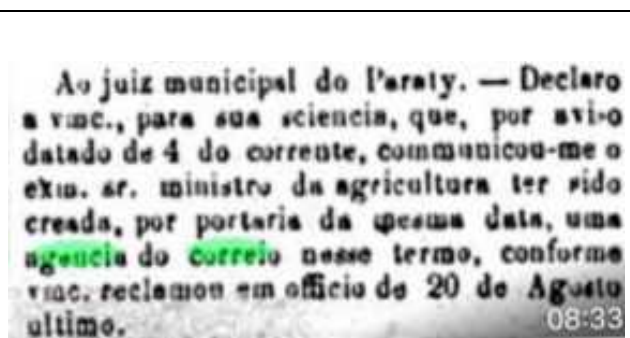 Ao juiz municipal do Paraty. — Declaro
a vmc., para sua sciencia, que, por aviso
datado de 4 do corrente, communicou-me o
exm. sr. ministro da agricultura ter sido
creada, por portaria da mesma data, uma
agencia do correio nesse termo, conforme
vmc. reclamou em officio de 20 de Agosto
ultimo.
08:33